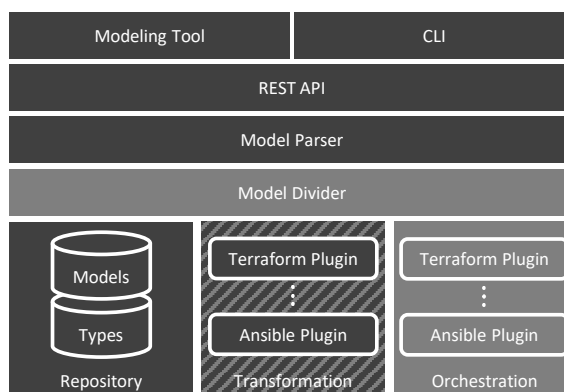 Modeling Tool
CLI
REST API
Model Parser
Model Divider
Models
Types
Repository
Terraform Plugin
Ansible Plugin
Transformation
Terraform Plugin
Ansible Plugin
Orchestration